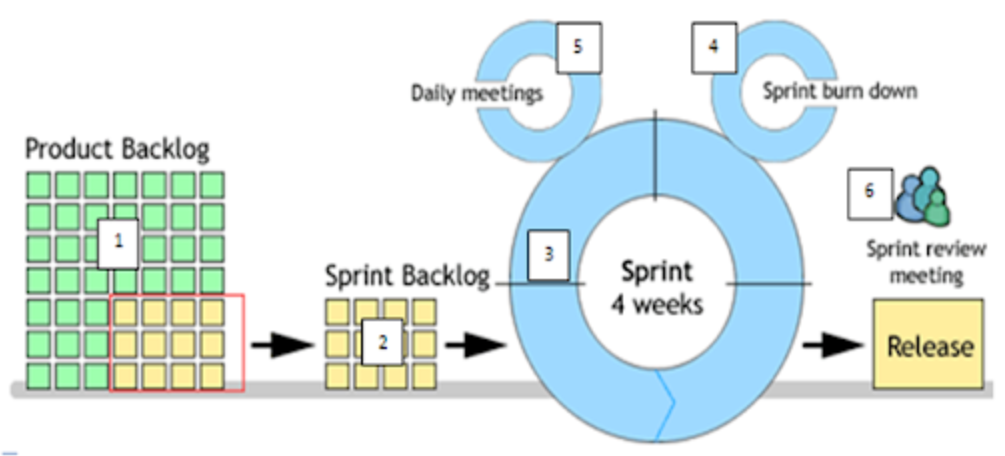 5
4
Daily meetings
Sprint burn down
Product Backlog
6
1
3
Sprint review
meeting
Sprint Backlog
Sprint
4 weeks
2
Release